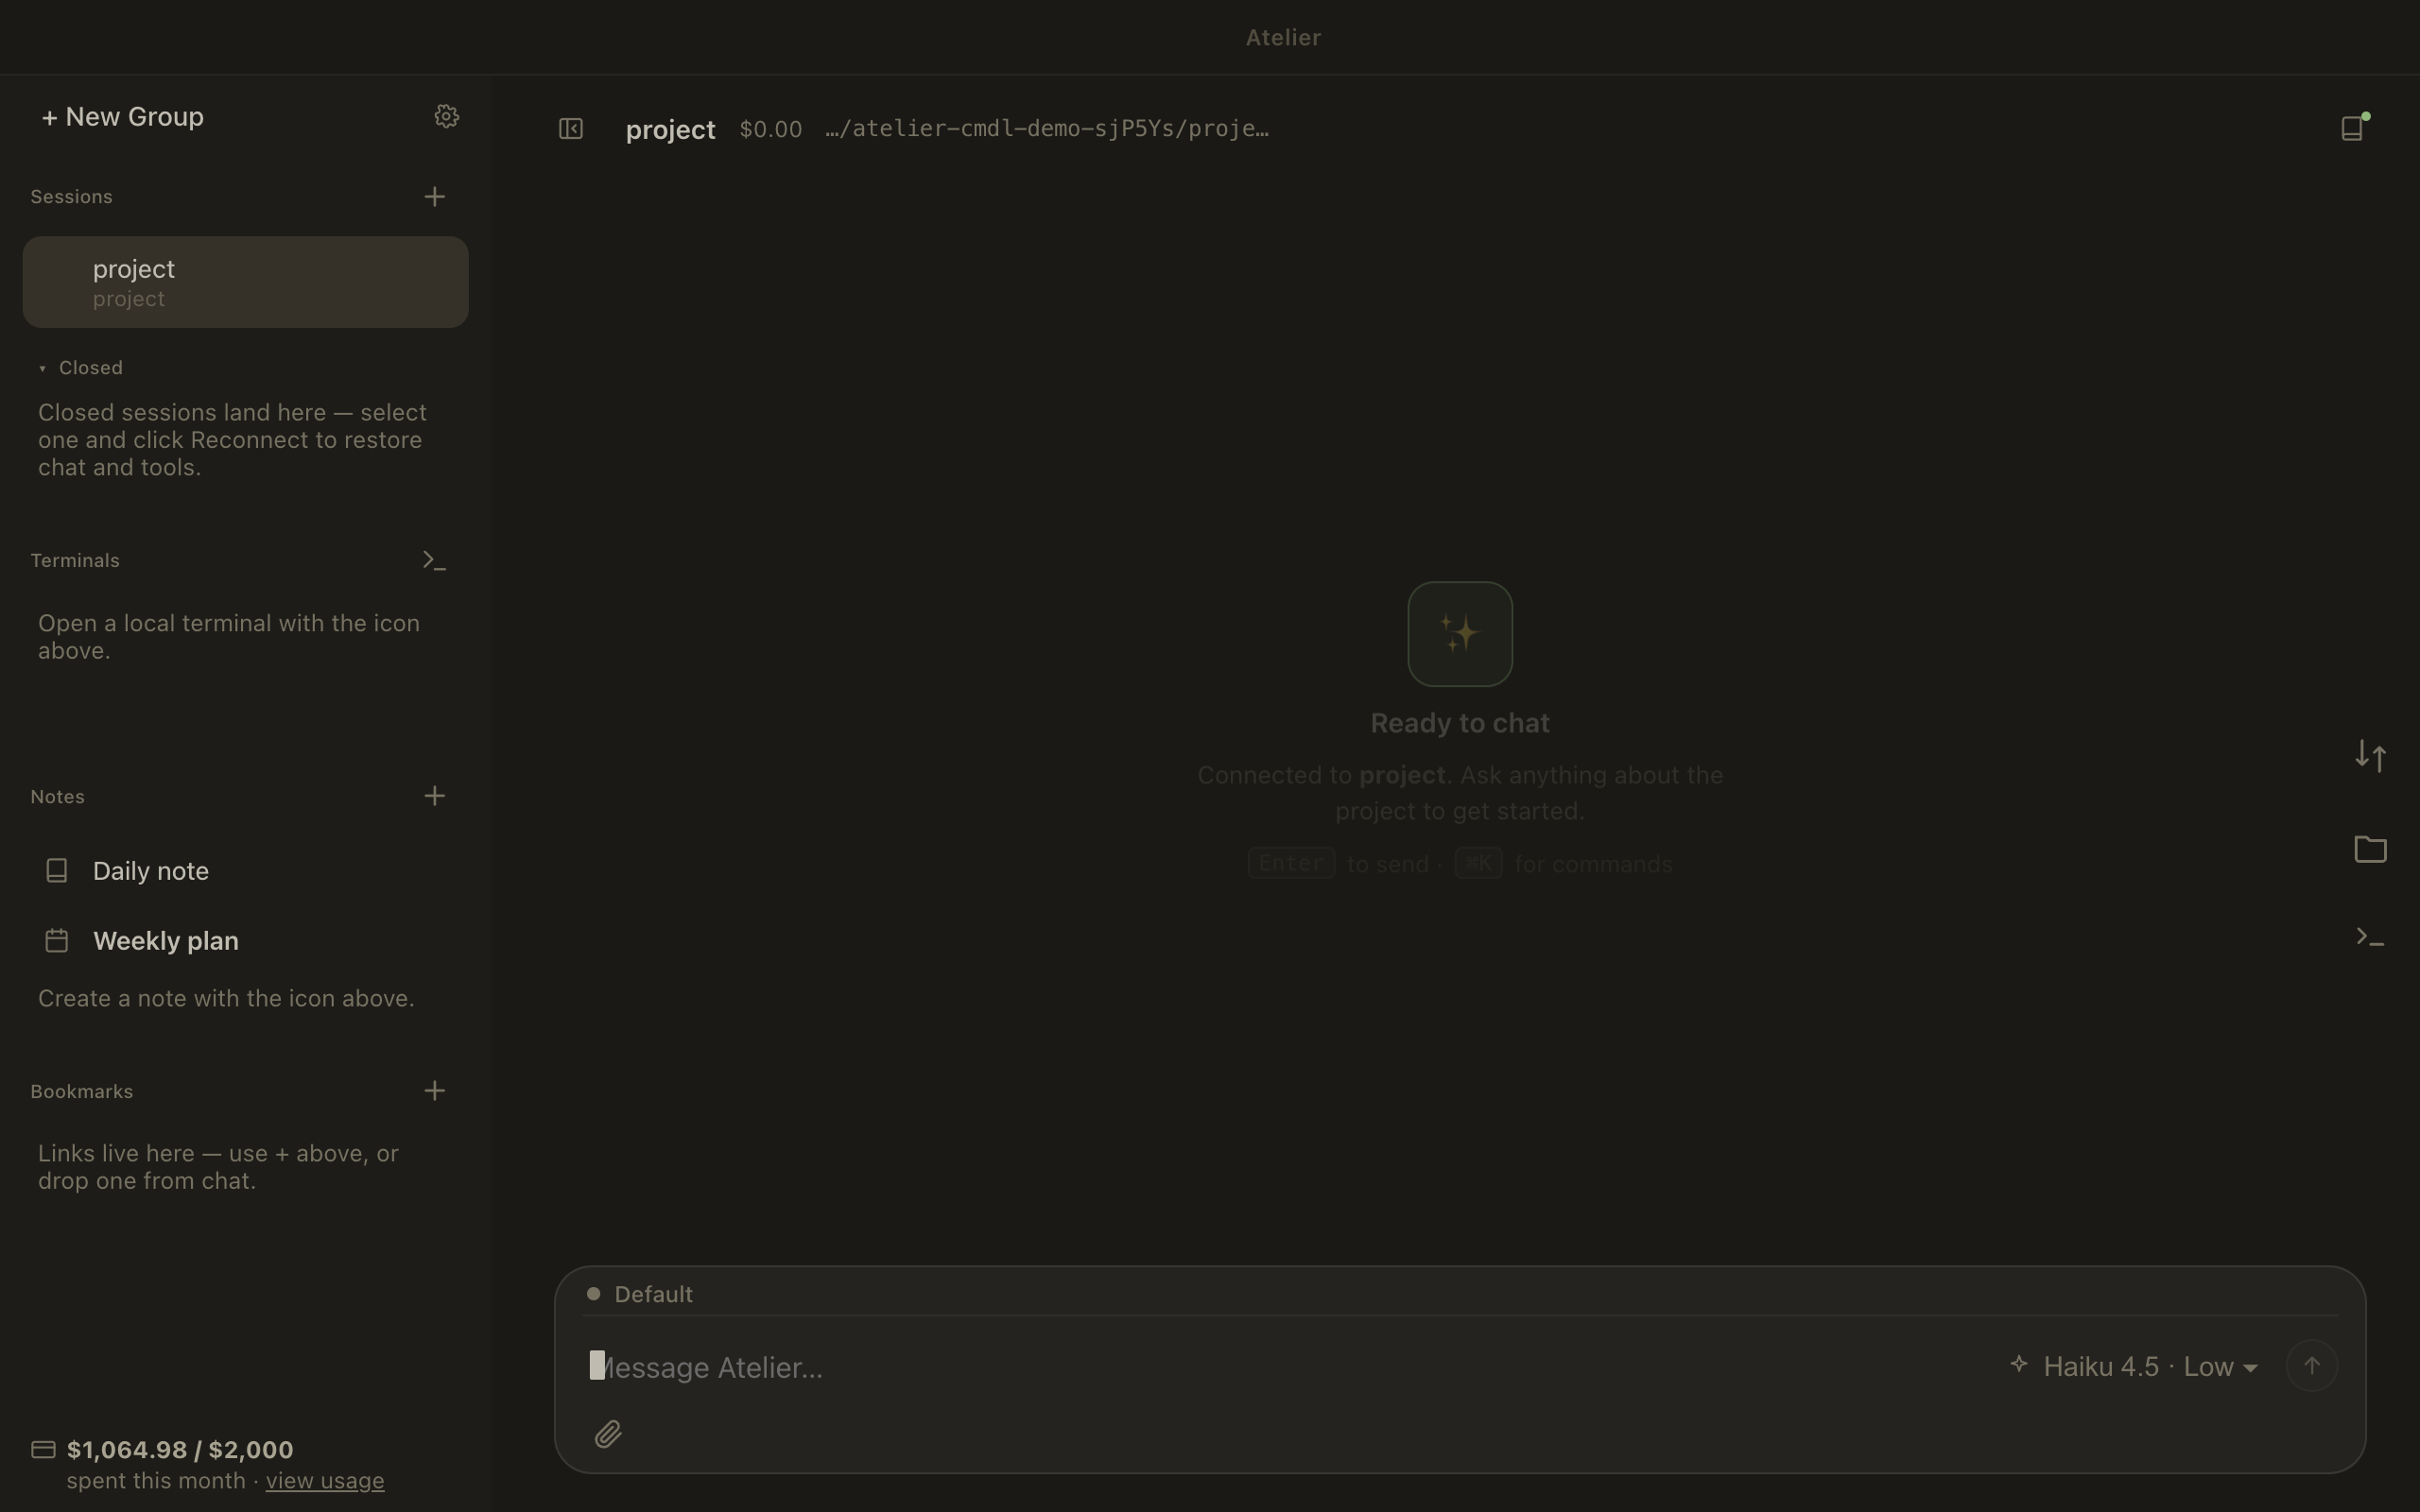 Atelier
+ New Group
Sessions
project
project
Closed
Closed sessions land here — select
one and click Reconnect to restore
chat and tools.
Terminals
Open a local terminal with the icon
above.
Notes
Daily note
Weekly plan
Create a note with the icon above.
Bookmarks
Links live here — use + above, or
drop one from chat.
$1,064.98 / $2,000
spent this month · view usage
project $0.00 …/atelier-cmdl-demo-sjP5Ys/proje…
Ready to chat
Connected to project. Ask anything about the
project to get started.
Enter to send · ⌘K for commands
Default
Message Atelier...
Haiku 4.5 · Low